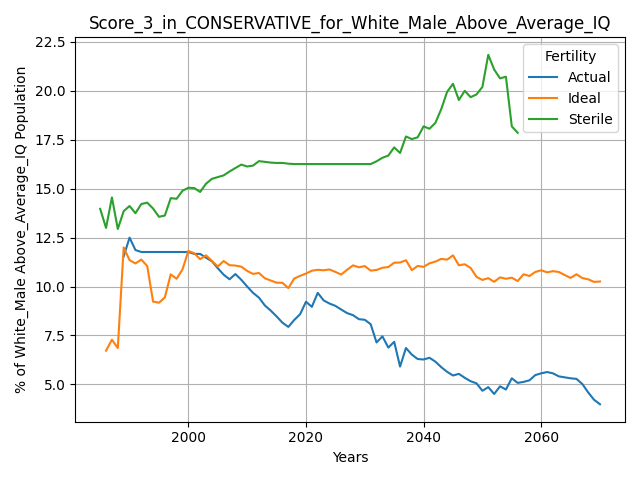 Score_3_in_CONSERVATIVE_for_White_Male_Above_Average_IQ
% of White_Male Above_Average_IQ Population
22.5
20.0
17.5
15.0
12.5
10.0
7.5
5.0
Fertility
Actual
Ideal
Sterile
2000
2020
2040
2060
Years